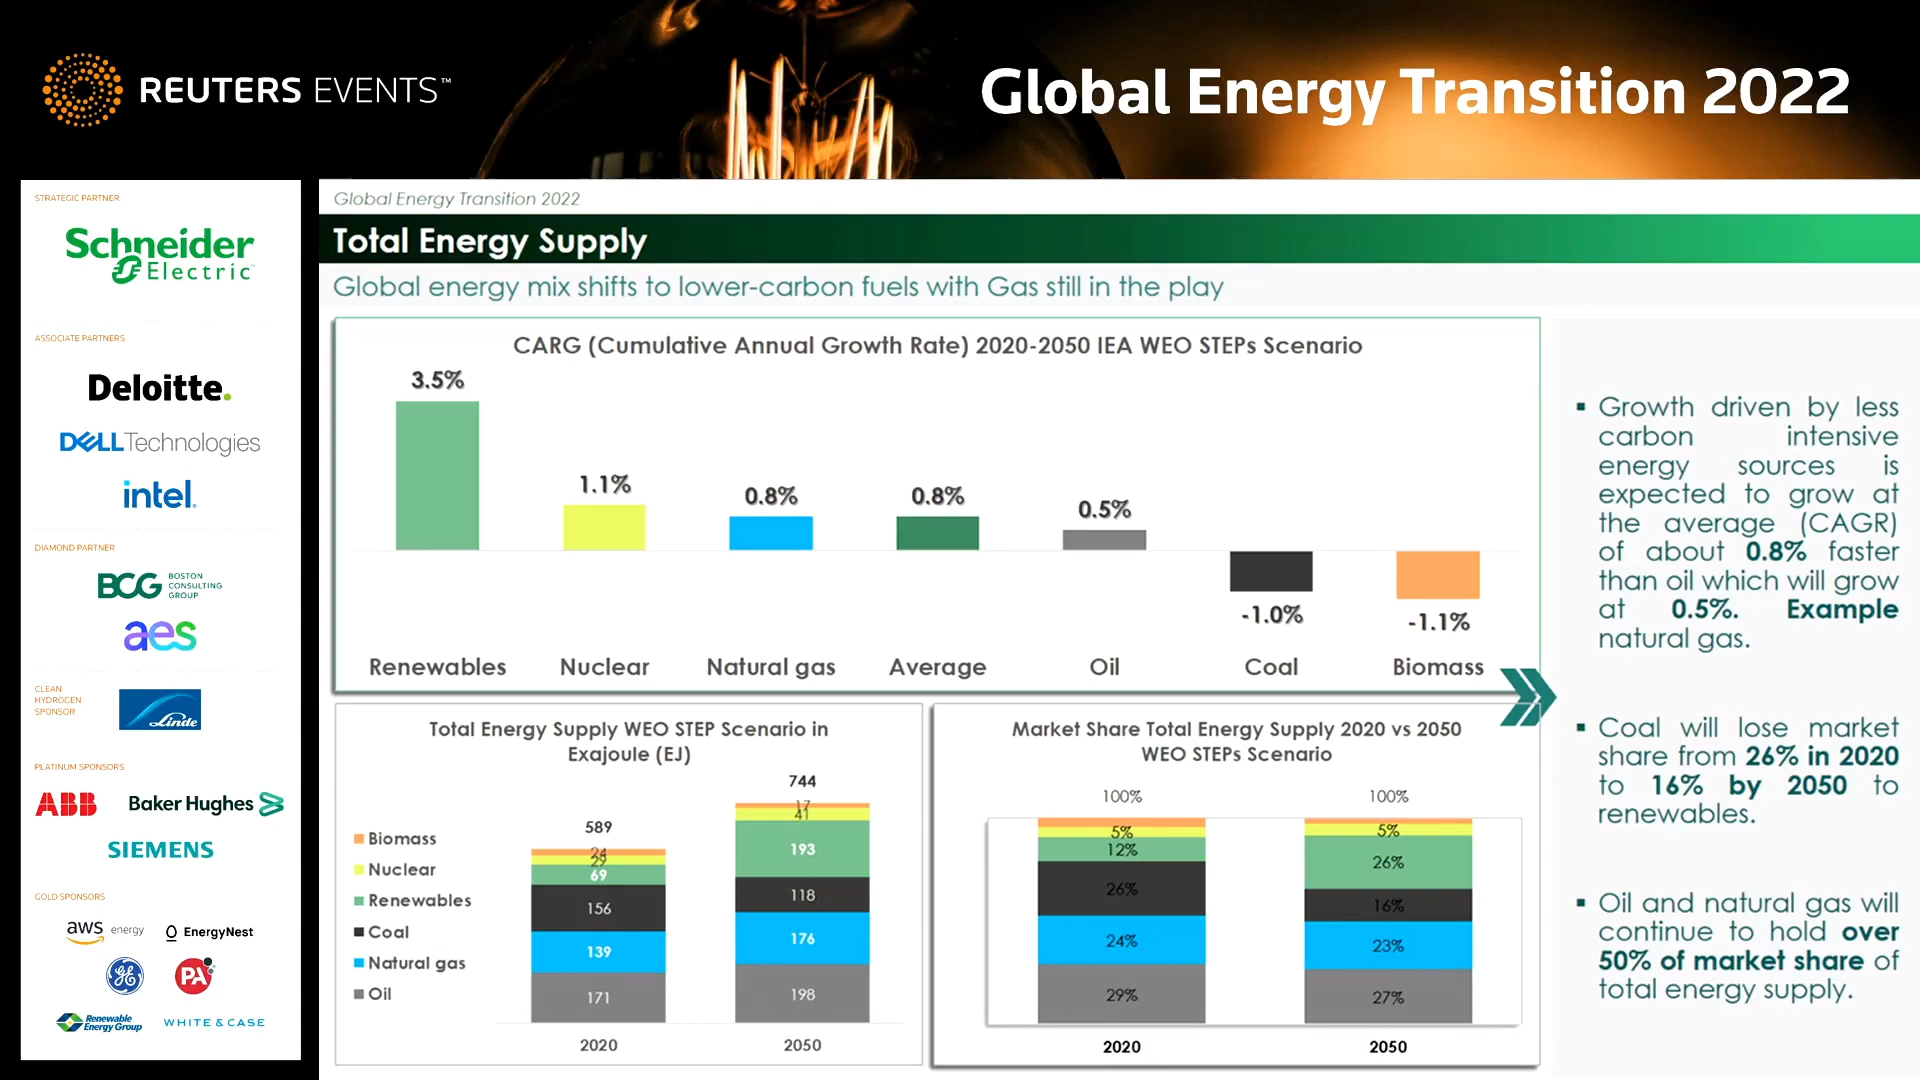 REUTERS EVENTS™
Global Energy Transition 2022
STRATEGIC PARTNER
Schneider
Electric
ASSOCIATE PARTNERS
Deloitte.
DELL Technologies
intel.
DIAMOND PARTNER
BCG BOSTON
CONSULTING
GROUP
aes
CLEAN
HYDROGEN
SPONSOR
Linde
PLATINUM SPONSORS
ABB Baker Hughes
SIEMENS
GOLD SPONSORS
aws energy EnergyNest
GE PA
Renewable
Energy Group
WHITE & CASE
Global Energy Transition 2022
Total Energy Supply
Global energy mix shifts to lower-carbon fuels with Gas still in the play
CARG (Cumulative Annual Growth Rate) 2020-2050 IEA WEO STEPs Scenario
3.5%
1.1%
0.8%
0.8%
0.5%
-1.0%
-1.1%
Renewables Nuclear Natural gas Average Oil Coal Biomass
Total Energy Supply WEO STEP Scenario in
Exajoule (EJ)
Biomass
Nuclear
Renewables
Coal
Natural gas
Oil
589
24
29
69
156
139
171
2020
744
17
41
193
118
176
198
2050
Market Share Total Energy Supply 2020 vs 2050
WEO STEPs Scenario
100%
5%
12%
26%
24%
29%
2020
100%
5%
26%
16%
23%
27%
2050
▪ Growth driven by less
carbon intensive
energy sources is
expected to grow at
the average (CAGR)
of about 0.8% faster
than oil which will grow
at 0.5%. Example
natural gas.
▪ Coal will lose market
share from 26% in 2020
to 16% by 2050 to
renewables.
▪ Oil and natural gas will
continue to hold over
50% of market share of
total energy supply.